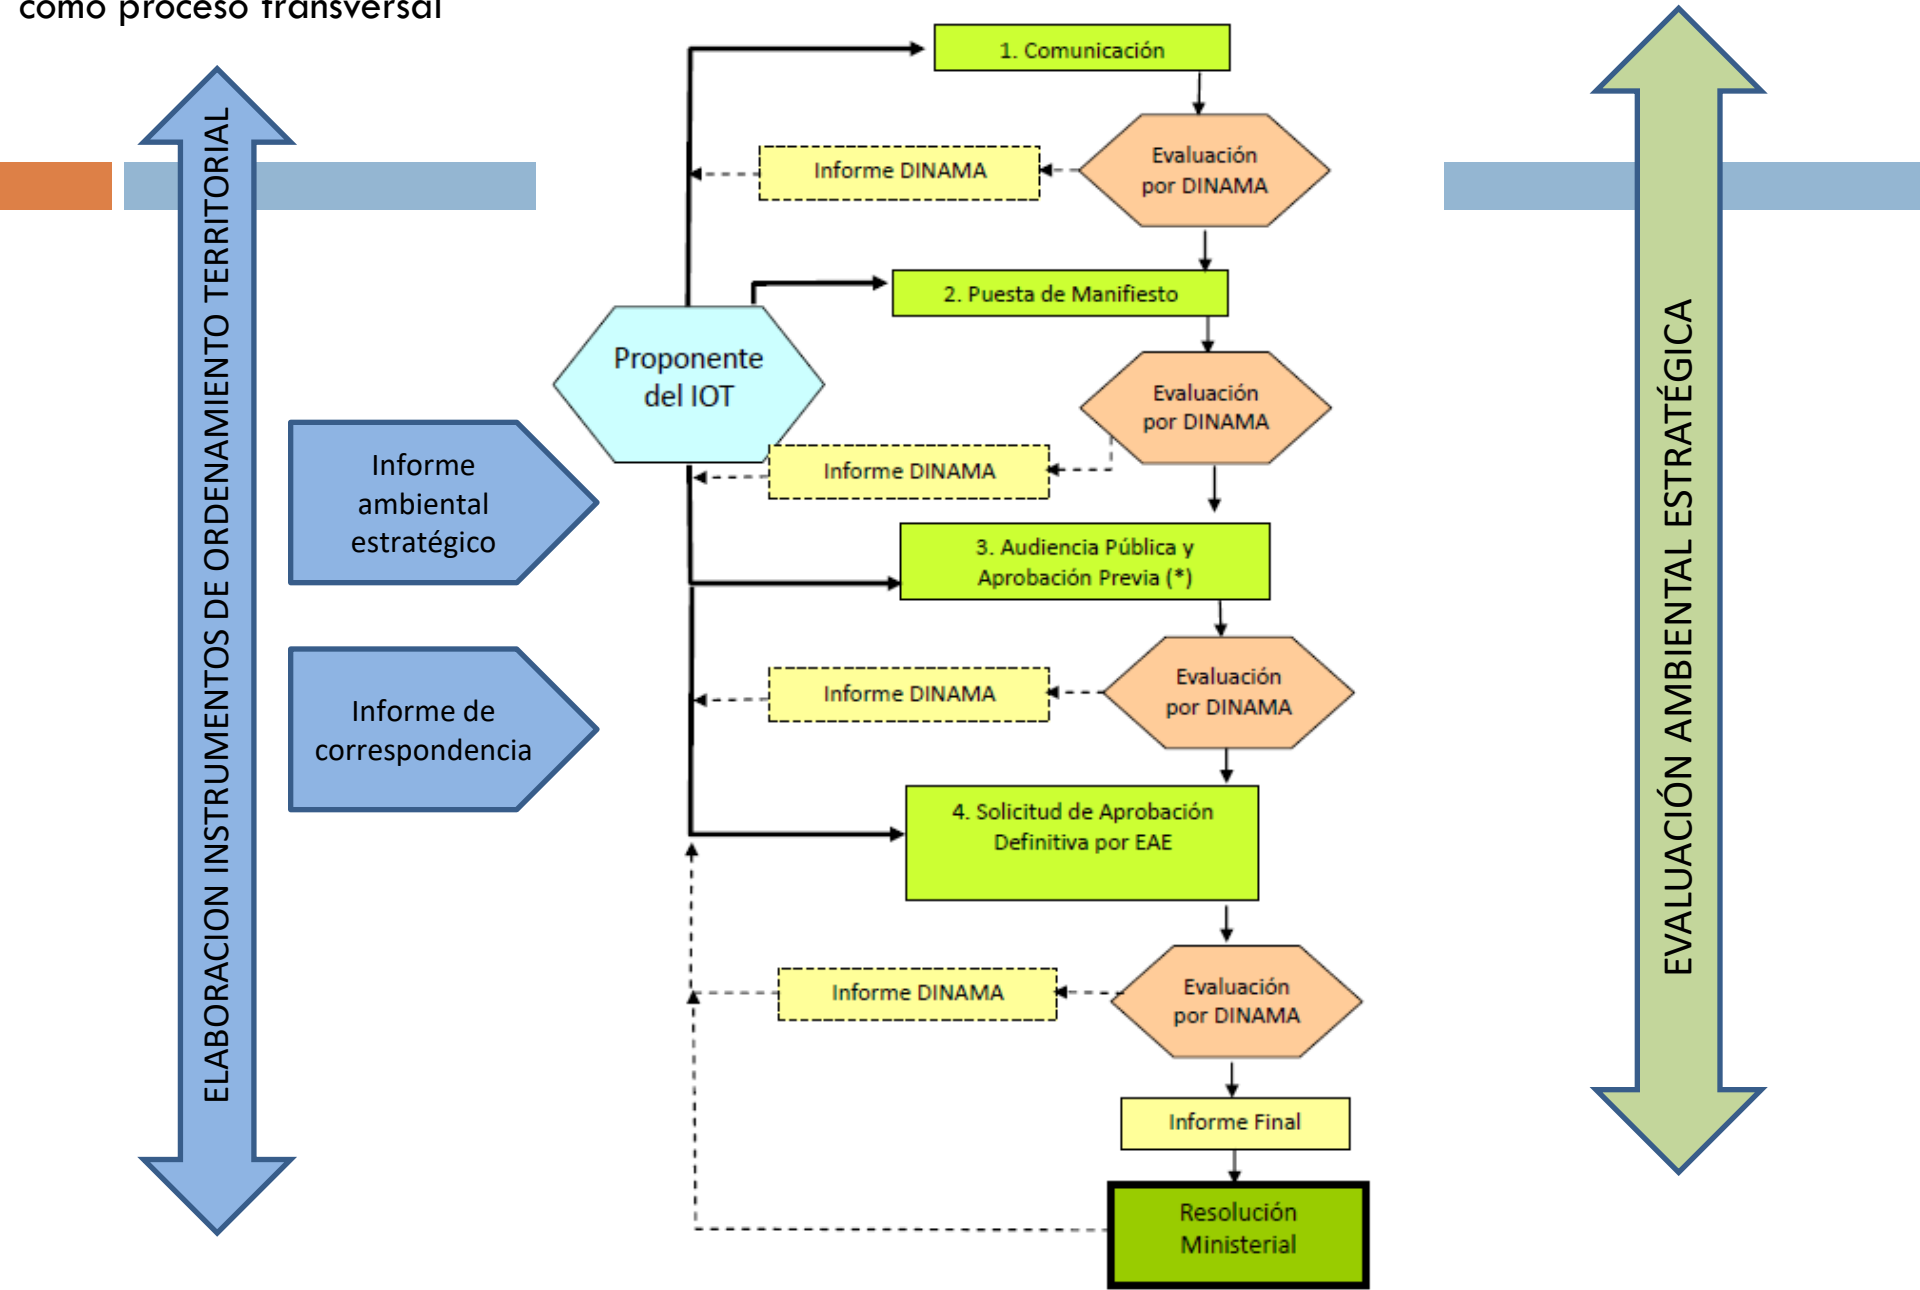 como proceso transversal
ELABORACION INSTRUMENTOS DE ORDENAMIENTO TERRITORIAL
1. Comunicación
Evaluación
por DINAMA
Informe DINAMA
2. Puesta de Manifiesto
Proponente
del IOT
Evaluación
por DINAMA
Informe DINAMA
Informe
ambiental
estratégico
3. Audiencia Pública y
Aprobación Previa (*)
Informe de
correspondencia
Evaluación
por DINAMA
Informe DINAMA
4. Solicitud de Aprobación
Definitiva por EAE
Evaluación
por DINAMA
Informe DINAMA
Informe Final
Resolución
Ministerial
EVALUACIÓN AMBIENTAL ESTRATÉGICA